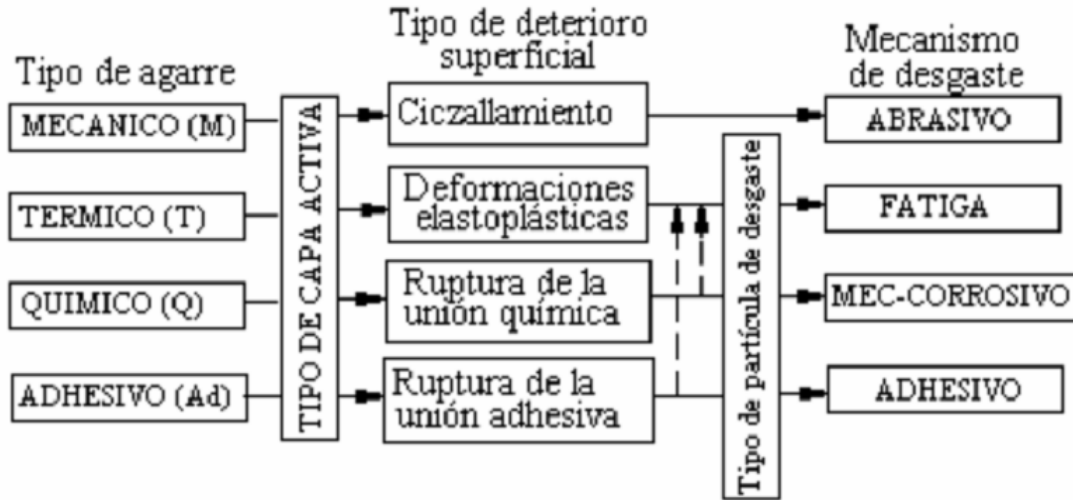 Tipo de agarre
MECANICO (M)
TERMICO (T)
QUIMICO (Q)
ADHESIVO (Ad)
TIPO DE CAPA ACTIVA
Tipo de deterioro
superficial
Ciczallamiento
Deformaciones
elastoplásticas
Ruptura de la
unión química
Ruptura de la
unión adhesiva
Tipo de partícula de desgaste
Mecanismo
de desgaste
ABRASIVO
FATIGA
MEC-CORROSIVO
ADHESIVO